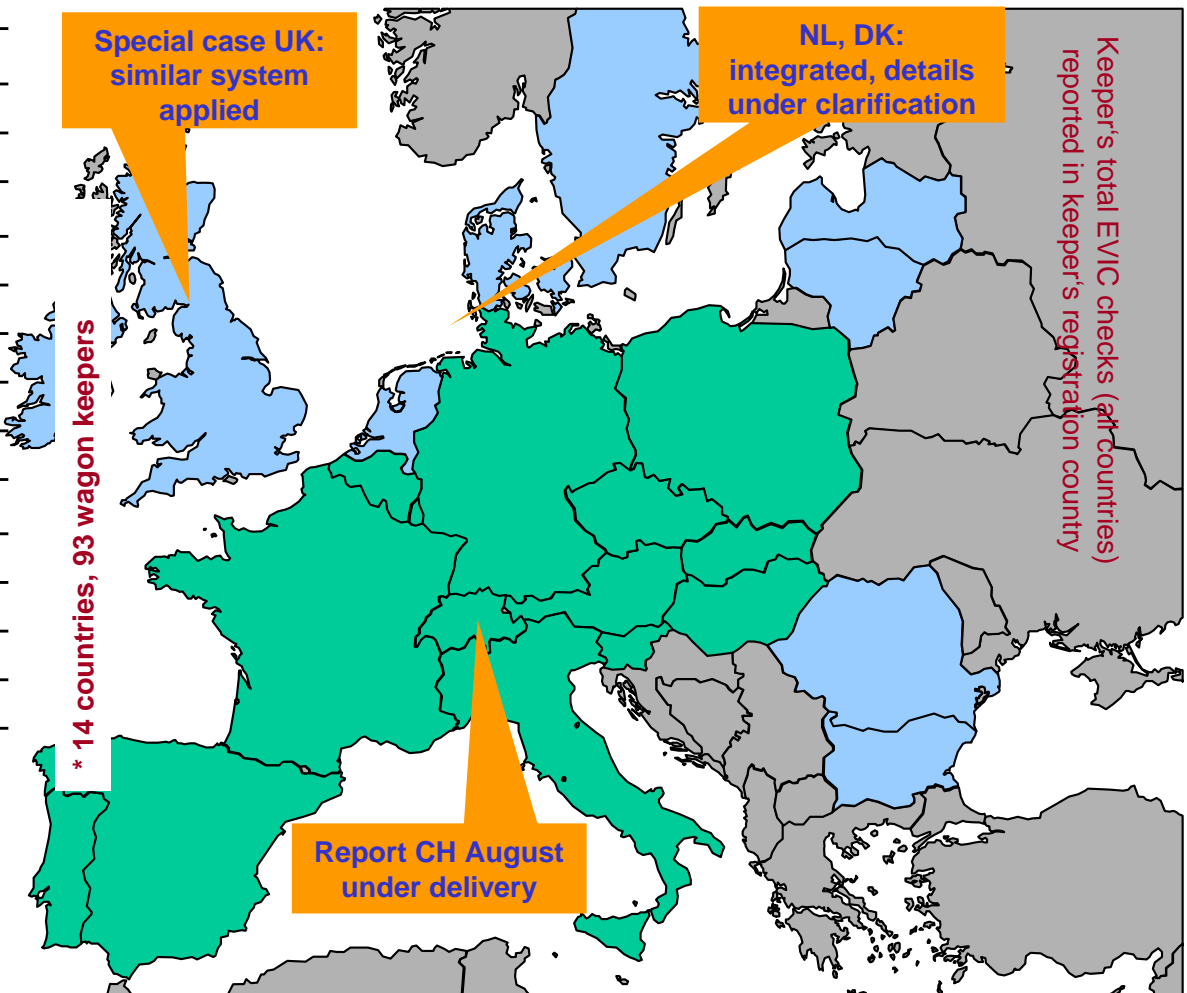 Special case UK:
similar system
applied
NL, DK:
integrated, details
under clarification
Keeper‘s total EVIC checks (all countries)
reported in keeper‘s registration country
* 14 countries, 93 wagon keepers
Report CH August
under delivery